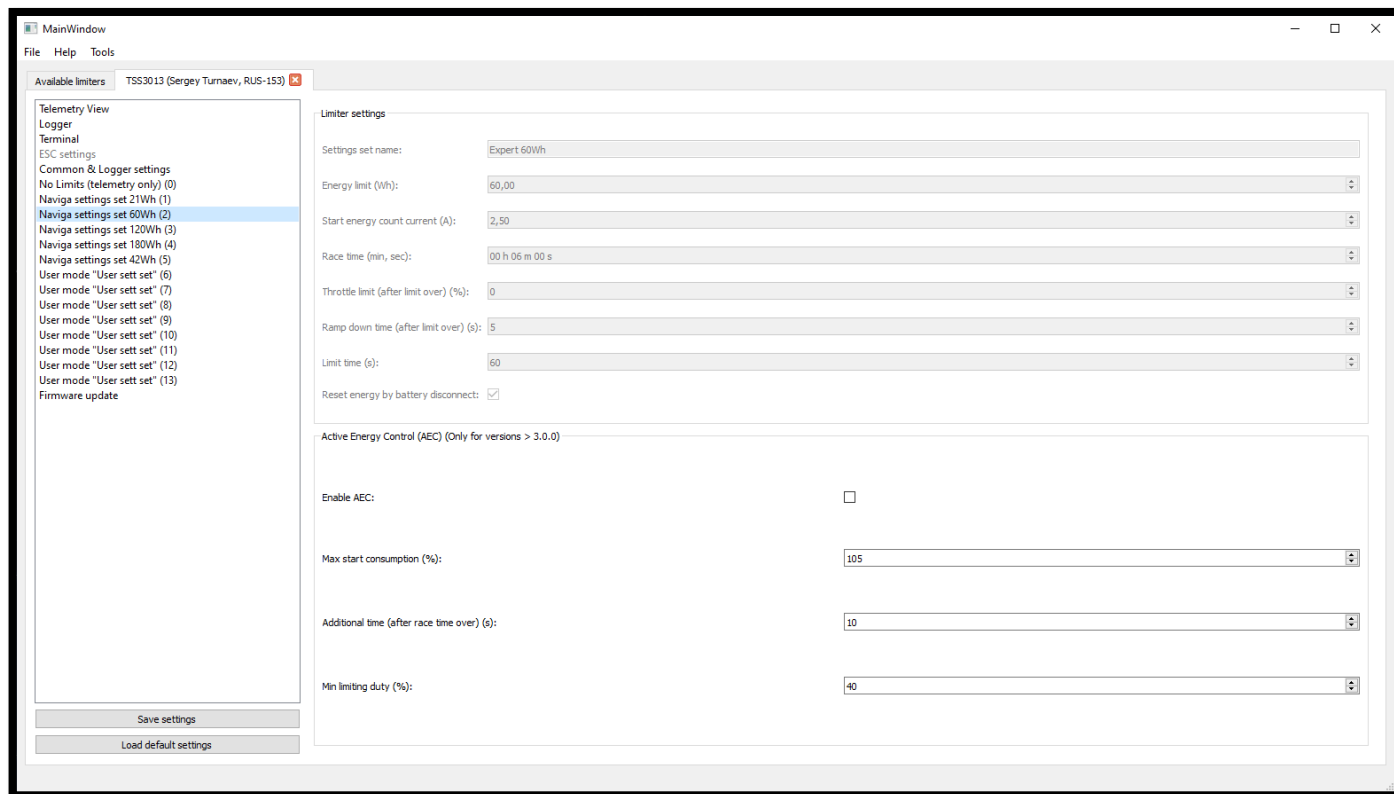 MainWindow
File Help Tools
Available limiters TSS3013 (Sergey Turnaev, RUS-153)
Telemetry View
Logger
Terminal
ESC settings
Common & Logger settings
No Limits (telemetry only) (0)
Naviga settings set 21Wh (1)
Naviga settings set 60Wh (2)
Naviga settings set 120Wh (3)
Naviga settings set 180Wh (4)
Naviga settings set 42Wh (5)
User mode "User sett set" (6)
User mode "User sett set" (7)
User mode "User sett set" (8)
User mode "User sett set" (9)
User mode "User sett set" (10)
User mode "User sett set" (11)
User mode "User sett set" (12)
User mode "User sett set" (13)
Firmware update
Save settings
Load default settings
Limiter settings
Settings set name: Expert 60Wh
Energy limit (Wh): 60,00
Start energy count current (A): 2,50
Race time (min, sec): 00 h 06 m 00 s
Throttle limit (after limit over) (%): 0
Ramp down time (after limit over) (s): 5
Limit time (s): 60
Reset energy by battery disconnect:
Active Energy Control (AEC) (Only for versions > 3.0.0)
Enable AEC:
Max start consumption (%): 105
Additional time (after race time over) (s): 10
Min limiting duty (%): 40